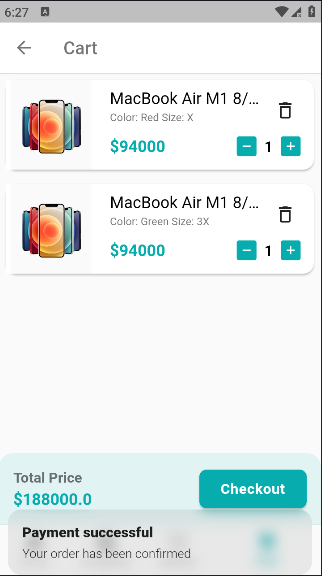 6:27
A
Cart
MacBook Air M1 8/...
Color: Red Size: X
$94000
− 1 +
MacBook Air M1 8/...
Color: Green Size: 3X
$94000
− 1 +
Total Price
$188000.0
Checkout
Payment successful
Your order has been confirmed